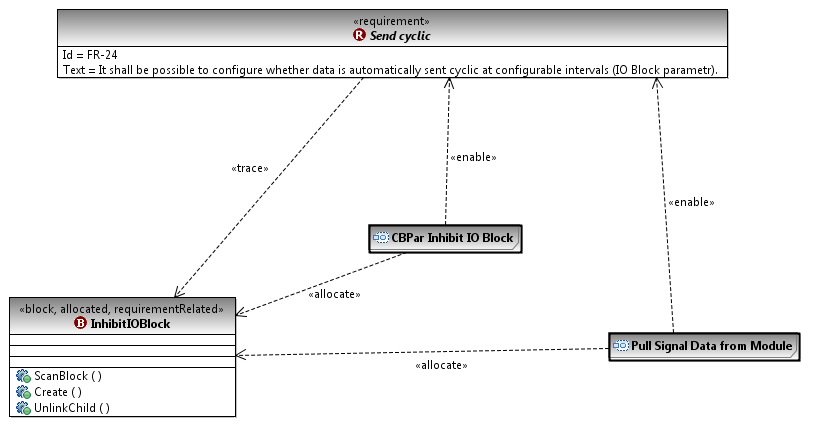 «requirement»
R Send cyclic
Id = FR-24
Text = It shall be possible to configure whether data is automatically sent cyclic at configurable intervals (IO Block parametr).
«trace»
«enable»
«enable»
CBPar Inhibit IO Block
«allocate»
«block, allocated, requirementRelated»
B InhibitIOBlock
Pull Signal Data from Module
«allocate»
ScanBlock ( )
Create ( )
UnlinkChild ( )